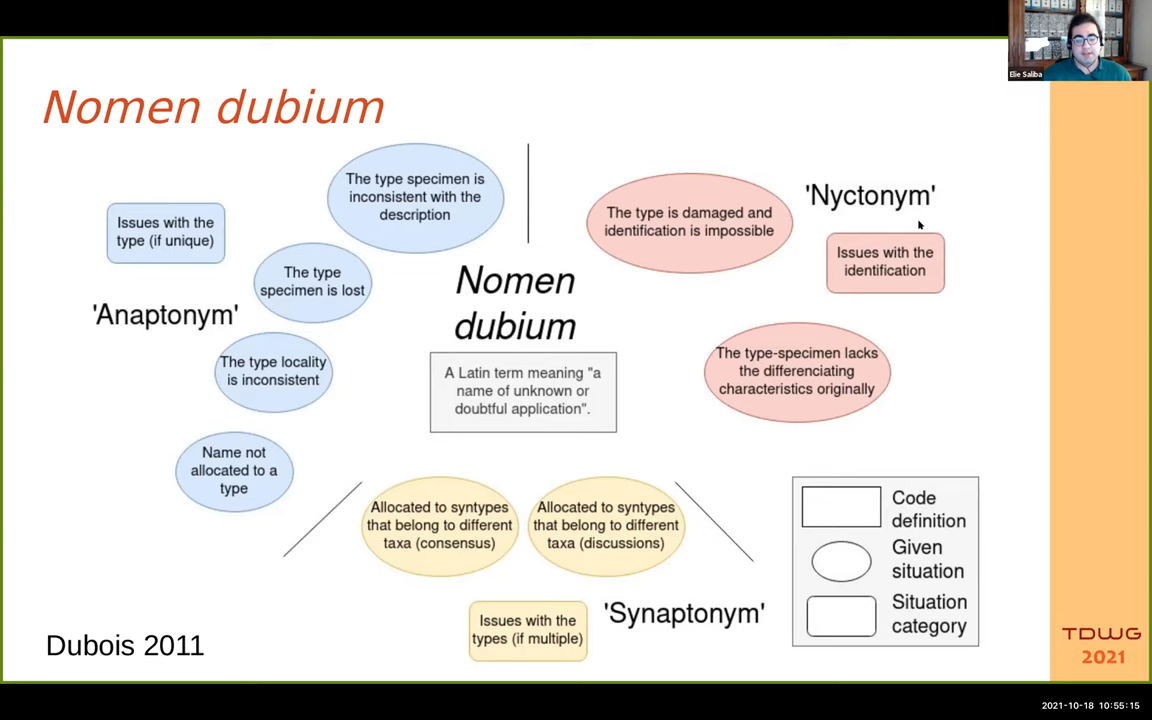 Elie Saliba
Nomen dubium
The type specimen is
inconsistent with the
description
Issues with the
type (if unique)
The type
specimen is lost
'Anaptonym'
The type locality
is inconsistent
Name not
allocated to a
type
Nomen
dubium
A Latin term meaning "a
name of unknown or
doubtful application".
The type is damaged and
identification is impossible
'Nyctonym'
Issues with the
identification
The type-specimen lacks
the differenciating
characteristics originally
Allocated to syntypes
that belong to different
taxa (consensus)
Allocated to syntypes
that belong to different
taxa (discussions)
Issues with the
types (if multiple)
'Synaptonym'
Code
definition
Given
situation
Situation
category
Dubois 2011
TDWG
2021
2021-10-18 10:55:15